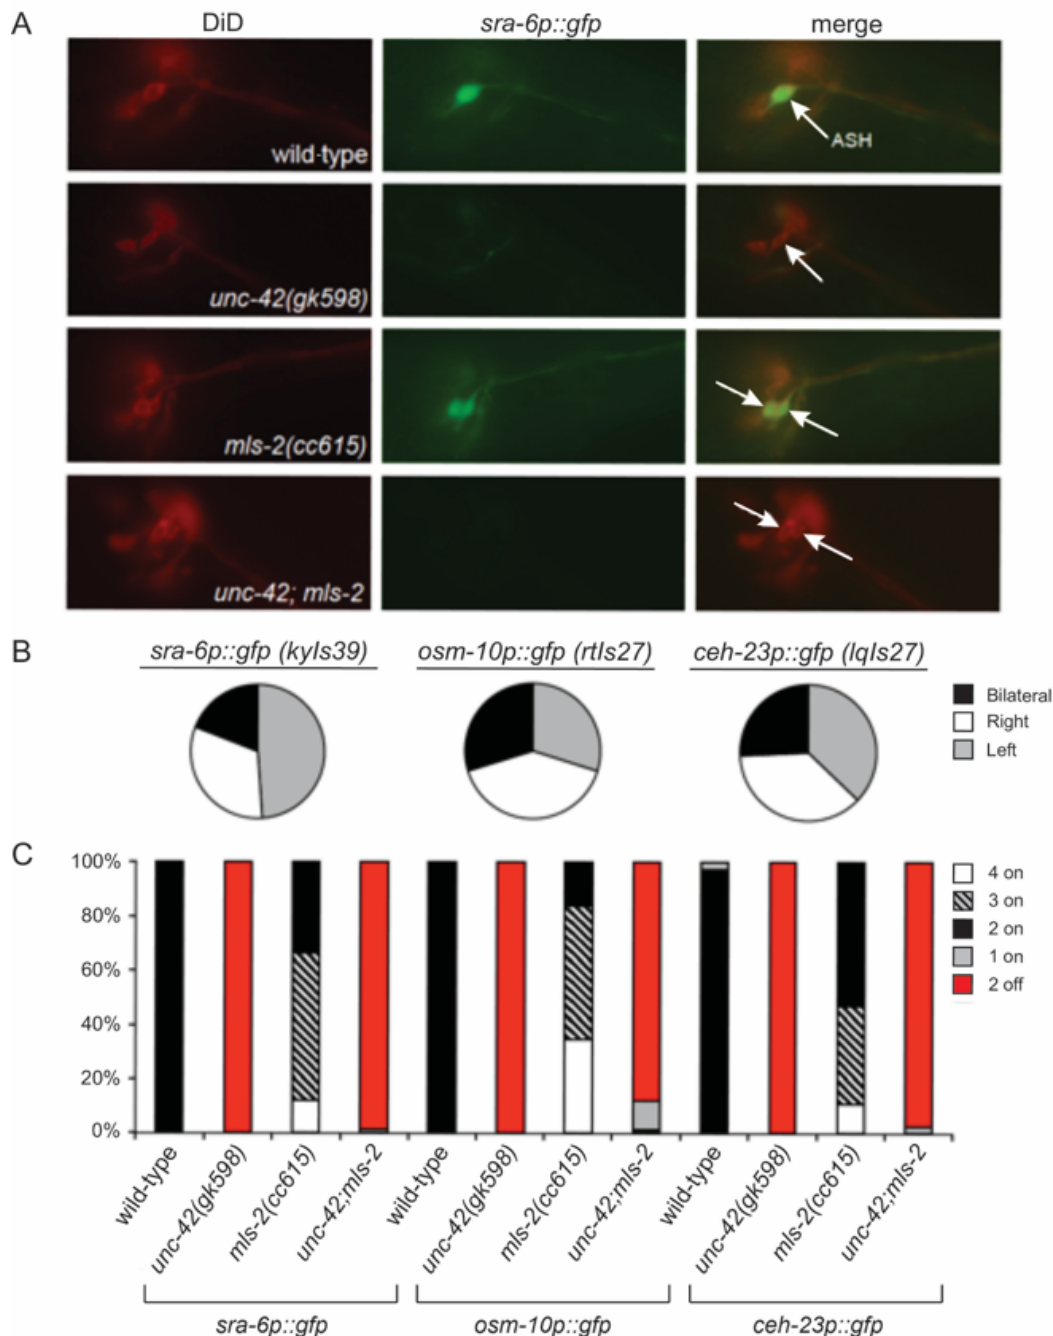 A
DiD
sra-6p::gfp
merge
wild-type
ASH
unc-42(gk598)
mls-2(cc615)
unc-42; mls-2
B
sra-6p::gfp (kyIs39)
osm-10p::gfp (rtIs27)
ceh-23p::gfp (lqIs27)
Bilateral
Right
Left
C
100%
80%
60%
40%
20%
0%
4 on
3 on
2 on
1 on
2 off
wild-type
unc-42(gk598)
mls-2(cc615)
unc-42;mls-2
wild-type
unc-42(gk598)
mls-2(cc615)
unc-42;mls-2
wild-type
unc-42(gk598)
mls-2(cc615)
unc-42;mls-2
sra-6p::gfp
osm-10p::gfp
ceh-23p::gfp